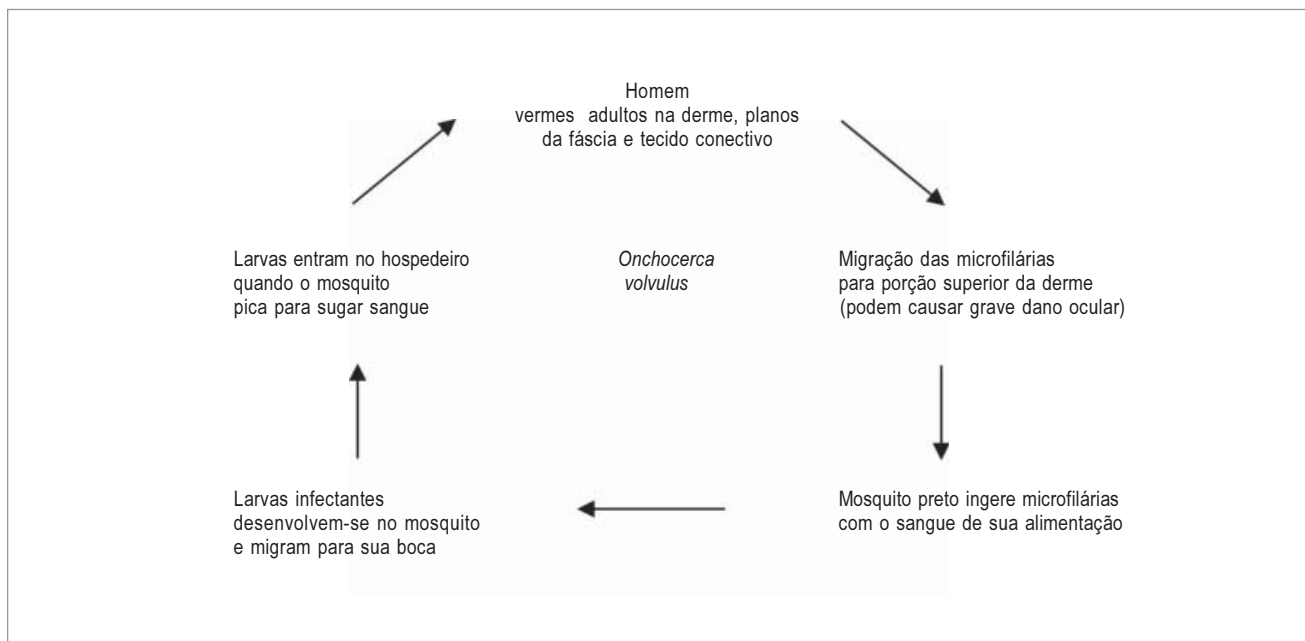 Homem
vermes adultos na derme, planos
da fáscia e tecido conectivo
Larvas entram no hospedeiro
quando o mosquito
pica para sugar sangue
Onchocerca
volvulus
Migração das microfilárias
para porção superior da derme
(podem causar grave dano ocular)
Larvas infectantes
desenvolvem-se no mosquito
e migram para sua boca
Mosquito preto ingere microfilárias
com o sangue de sua alimentação